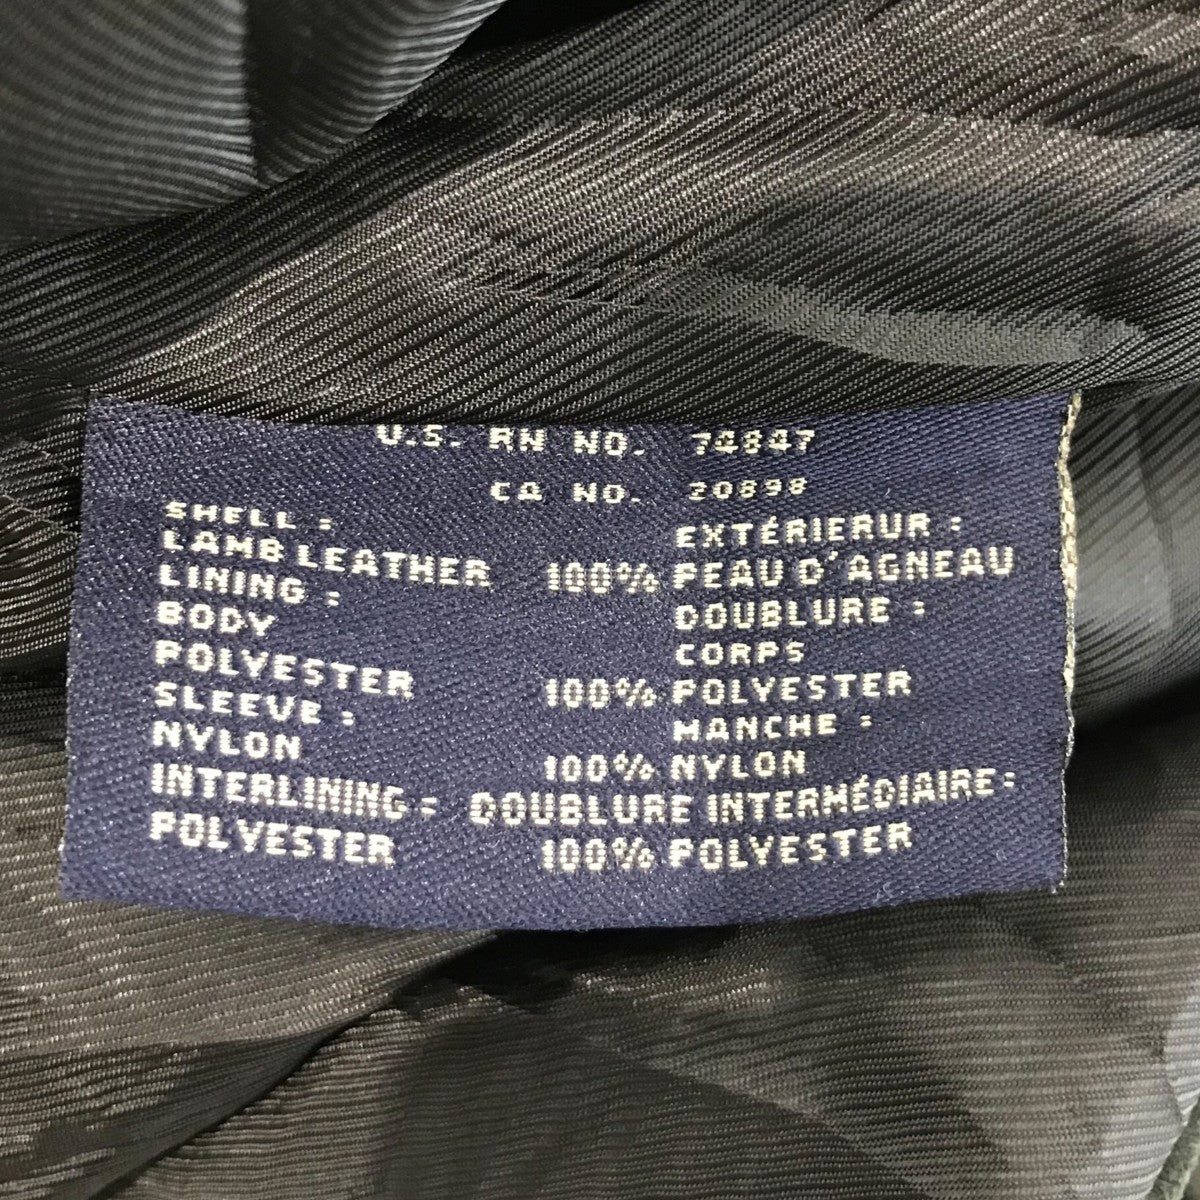 U.S. RN NO. 74847
CA NO. 20898
SHELL : EXTÉRIERUR :
LAMB LEATHER 100% PEAU D'AGNEAU
LINING : DOUBLURE :
BODY CORPS
POLYESTER 100% POLYESTER
SLEEVE : MANCHE :
NYLON 100% NYLON
INTERLINING : DOUBLURE INTERMÉDIAIRE :
POLYESTER 100% POLYESTER